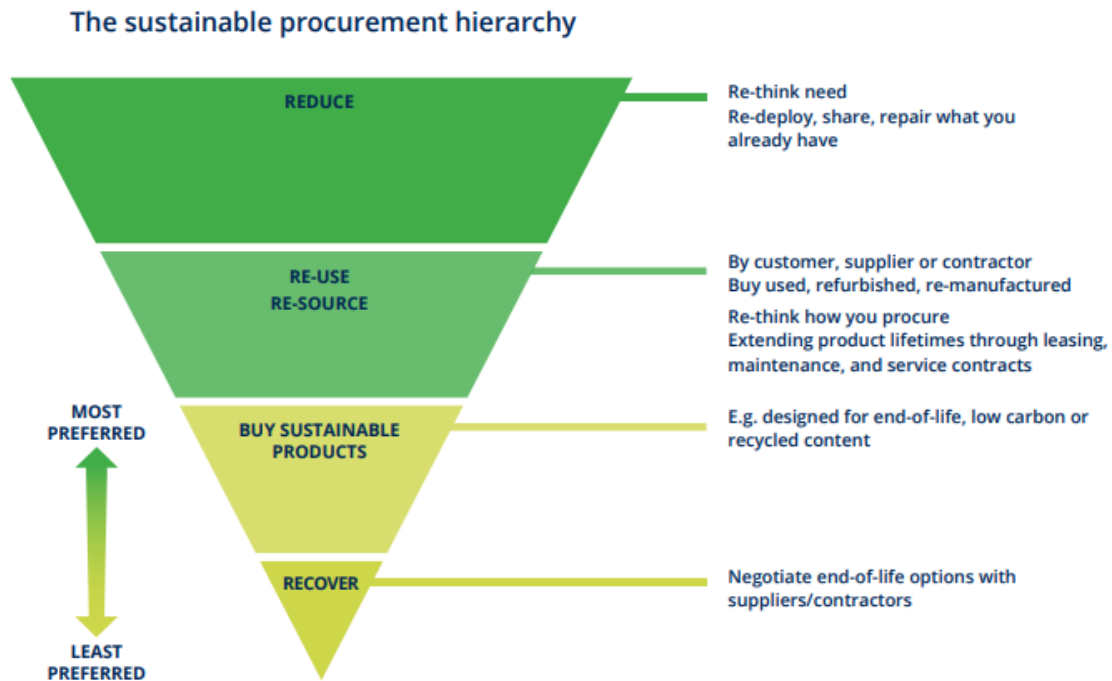 The sustainable procurement hierarchy
REDUCE
Re-think need
Re-deploy, share, repair what you
already have
RE-USE
RE-SOURCE
By customer, supplier or contractor
Buy used, refurbished, re-manufactured
Re-think how you procure
Extending product lifetimes through leasing,
maintenance, and service contracts
MOST
PREFERRED
BUY SUSTAINABLE
PRODUCTS
E.g. designed for end-of-life, low carbon or
recycled content
RECOVER
Negotiate end-of-life options with
suppliers/contractors
LEAST
PREFERRED